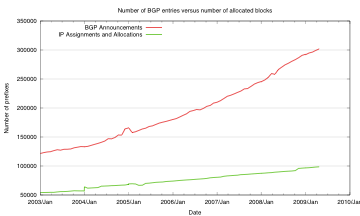 Number of BGP entries versus number of allocated blocks
350000
300000
250000
200000
150000
100000
50000
Number of prefixes
BGP Announcements
IP Assignments and Allocations
2003/Jan 2004/Jan 2005/Jan 2006/Jan 2007/Jan 2008/Jan 2009/Jan 2010/Jan
Date